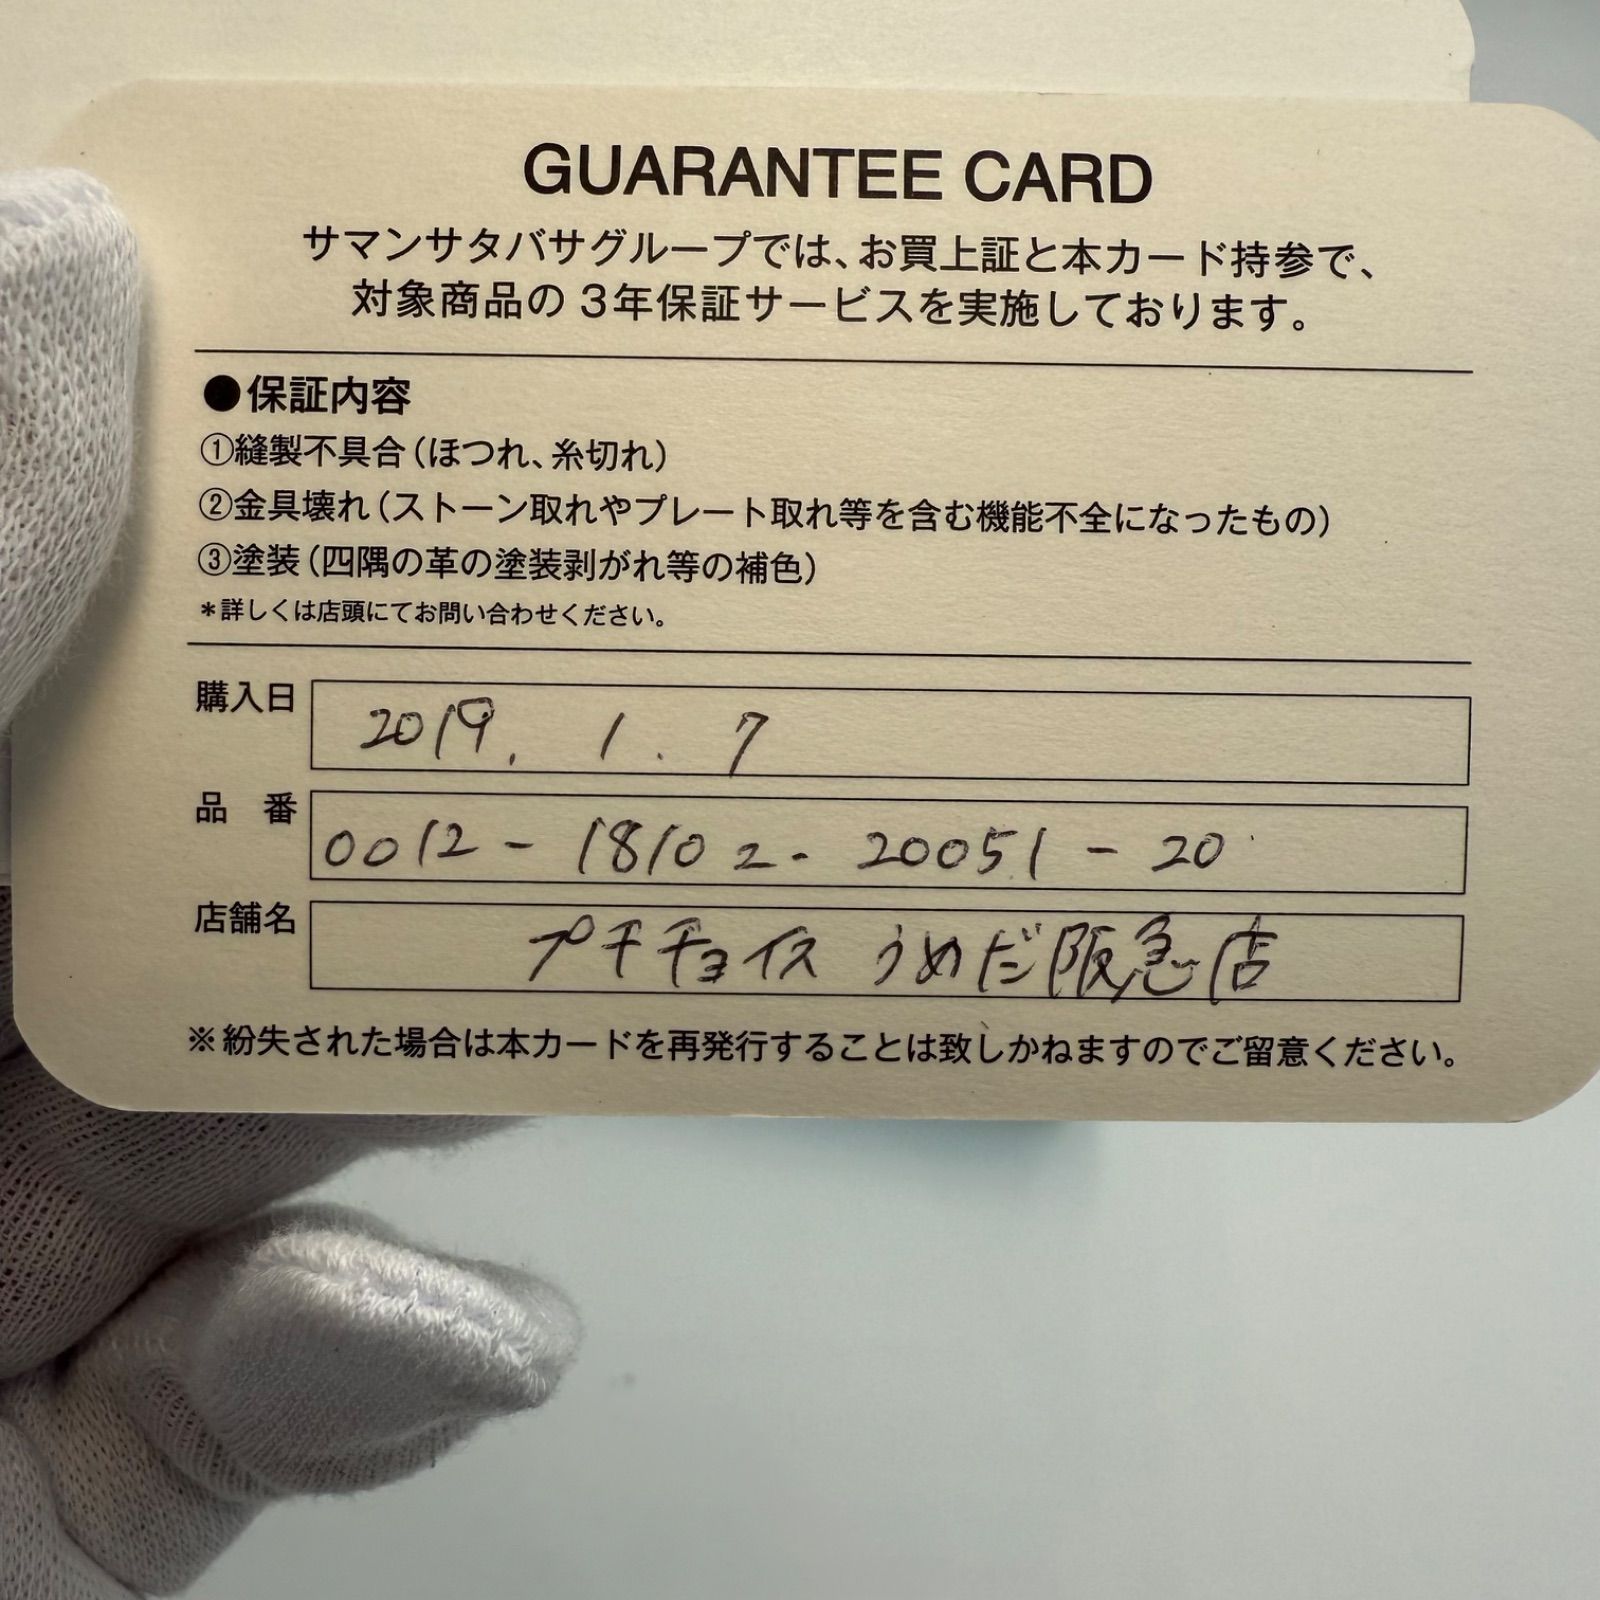 GUARANTEE CARD
サマンサタバサグループでは、お買上証と本カード持参で、
対象商品の3年保証サービスを実施しております。
●保証内容
①縫製不具合(ほつれ、糸切れ)
②金具壊れ(ストーン取れやプレート取れ等を含む機能不全になったもの)
③塗装(四隅の革の塗装剥がれ等の補色)
*詳しくは店頭にてお問い合わせください。
購入日 2019. 1. 7
品番 0012-18102-20051-20
店舗名 プチチョイス うめだ阪急店
※紛失された場合は本カードを再発行することは致しかねますのでご留意ください。